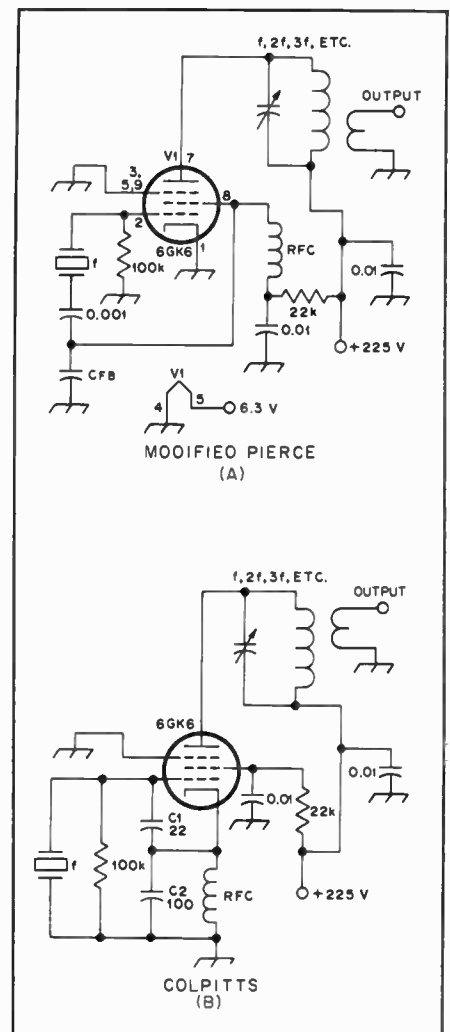 f, 2f, 3f, ETC.
OUTPUT
V1 7
3,
5,9
8
2
6GK6
1
f
100k
RFC
0.01
0.001
22k
0.01
+225 V
CFB
V1
4
5
6.3 V
MODIFIED PIERCE
(A)
f, 2f, 3f, ETC.
OUTPUT
6GK6
0.01
0.01
C1
22
22k
f
100k
C2
100
RFC
+225 V
COLPITTS
(B)